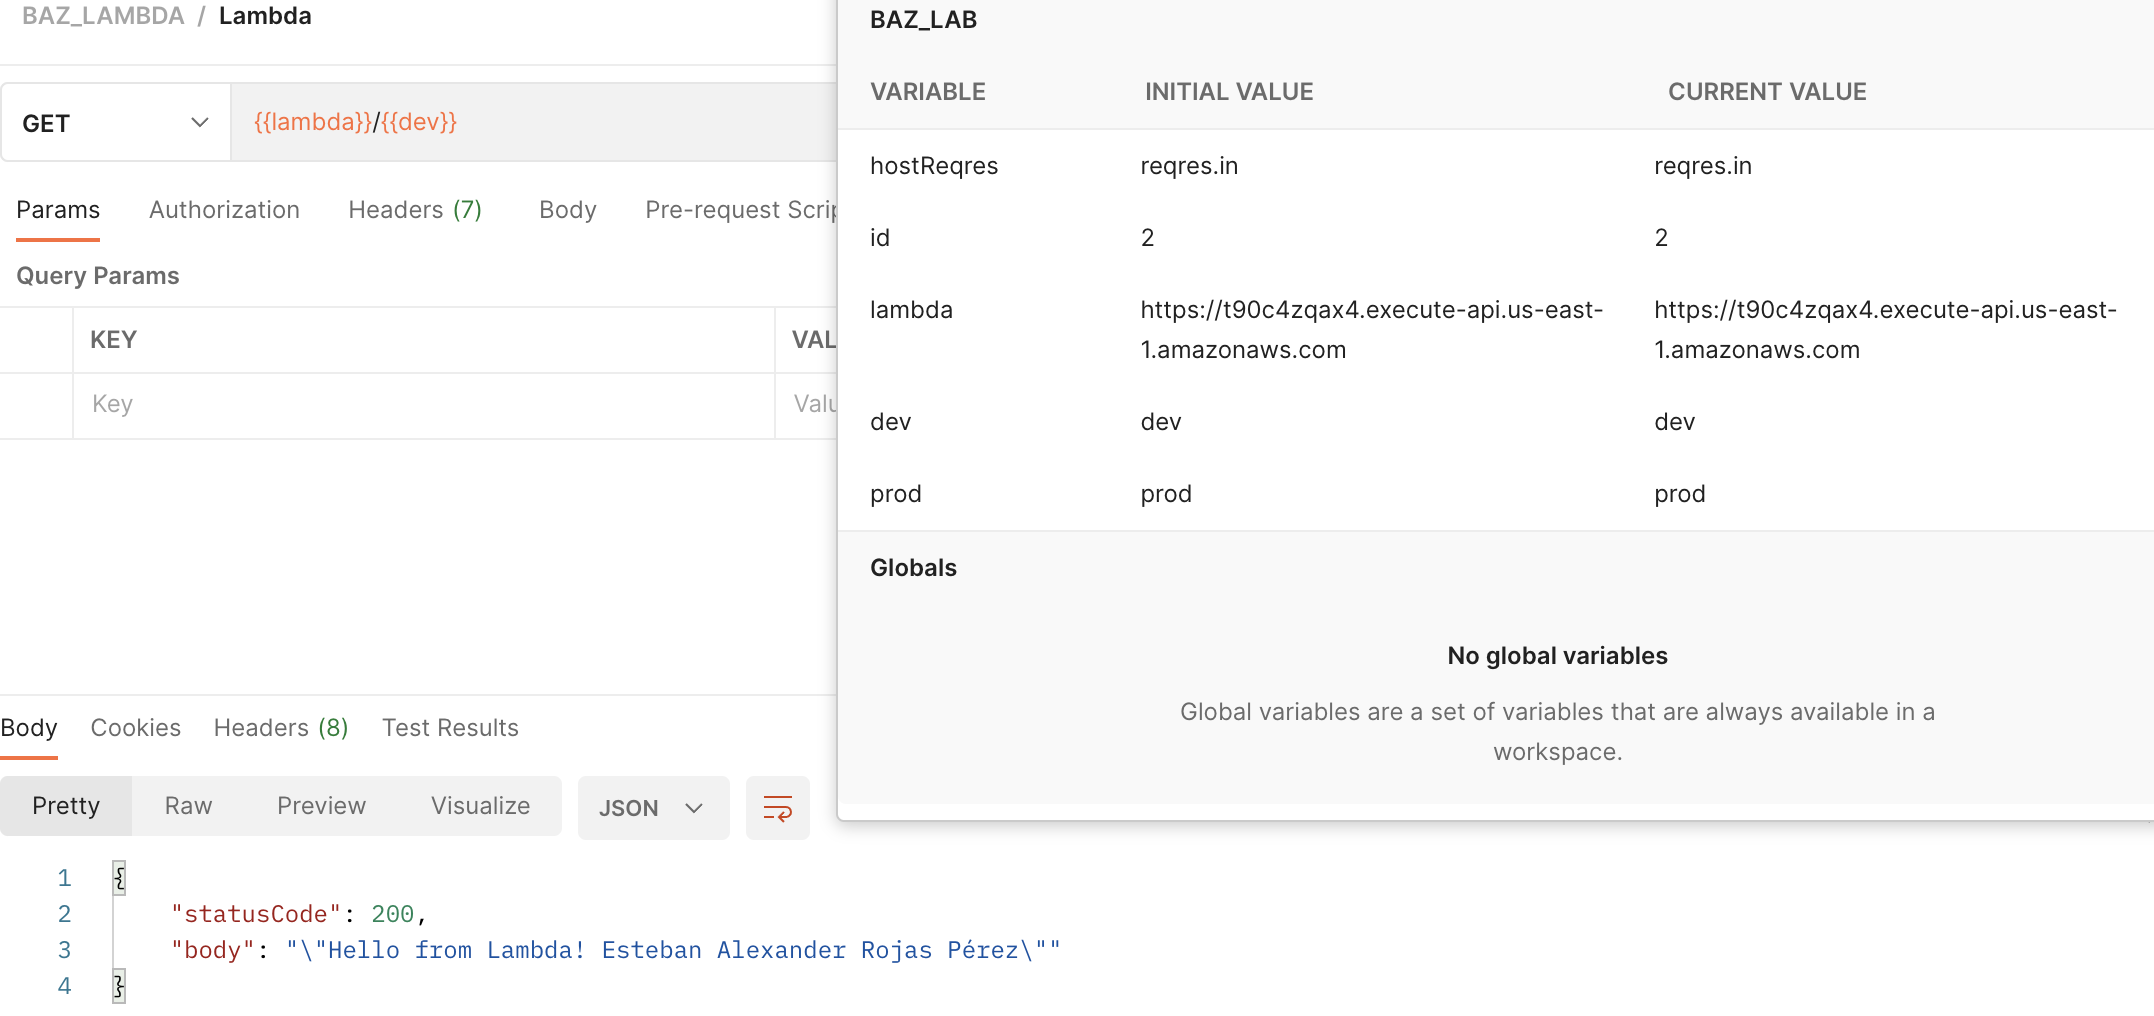 BAZ_LAMBDA / Lambda
GET
{{lambda}}/{{dev}}
Params Authorization Headers (7) Body Pre-request Scrip
Query Params
KEY VAL
Key Valu
BAZ_LAB
VARIABLE INITIAL VALUE CURRENT VALUE
hostReqres reqres.in reqres.in
id 2 2
lambda https://t90c4zqax4.execute-api.us-east- https://t90c4zqax4.execute-api.us-east-
1.amazonaws.com 1.amazonaws.com
dev dev dev
prod prod prod
Globals
No global variables
Global variables are a set of variables that are always available in a
workspace.
Body Cookies Headers (8) Test Results
Pretty Raw Preview Visualize JSON
1 {
2 "statusCode": 200,
3 "body": "\"Hello from Lambda! Esteban Alexander Rojas Pérez\""
4 }